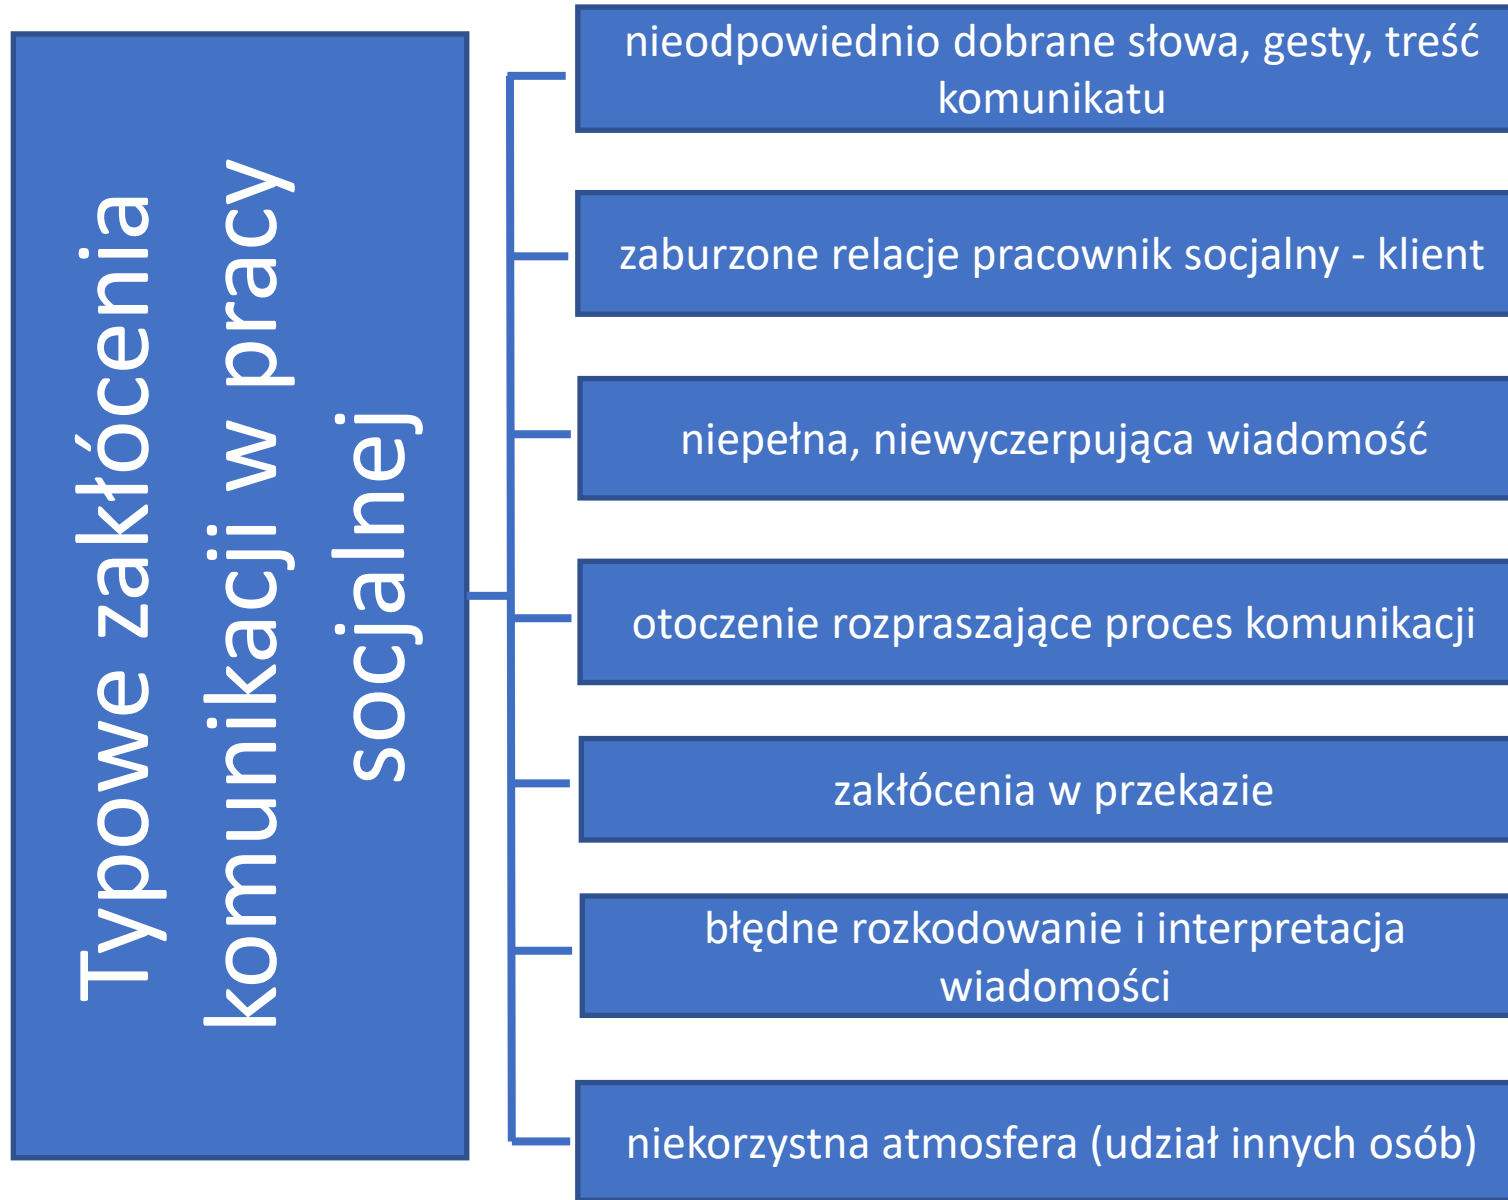 Typowe zakłócenia
komunikacji w pracy
socjalnej
nieodpowiednio dobrane słowa, gesty, treść
komunikatu
zaburzone relacje pracownik socjalny - klient
niepełna, niewyczerpująca wiadomość
otoczenie rozpraszające proces komunikacji
zakłócenia w przekazie
błędne rozkodowanie i interpretacja
wiadomości
niekorzystna atmosfera (udział innych osób)